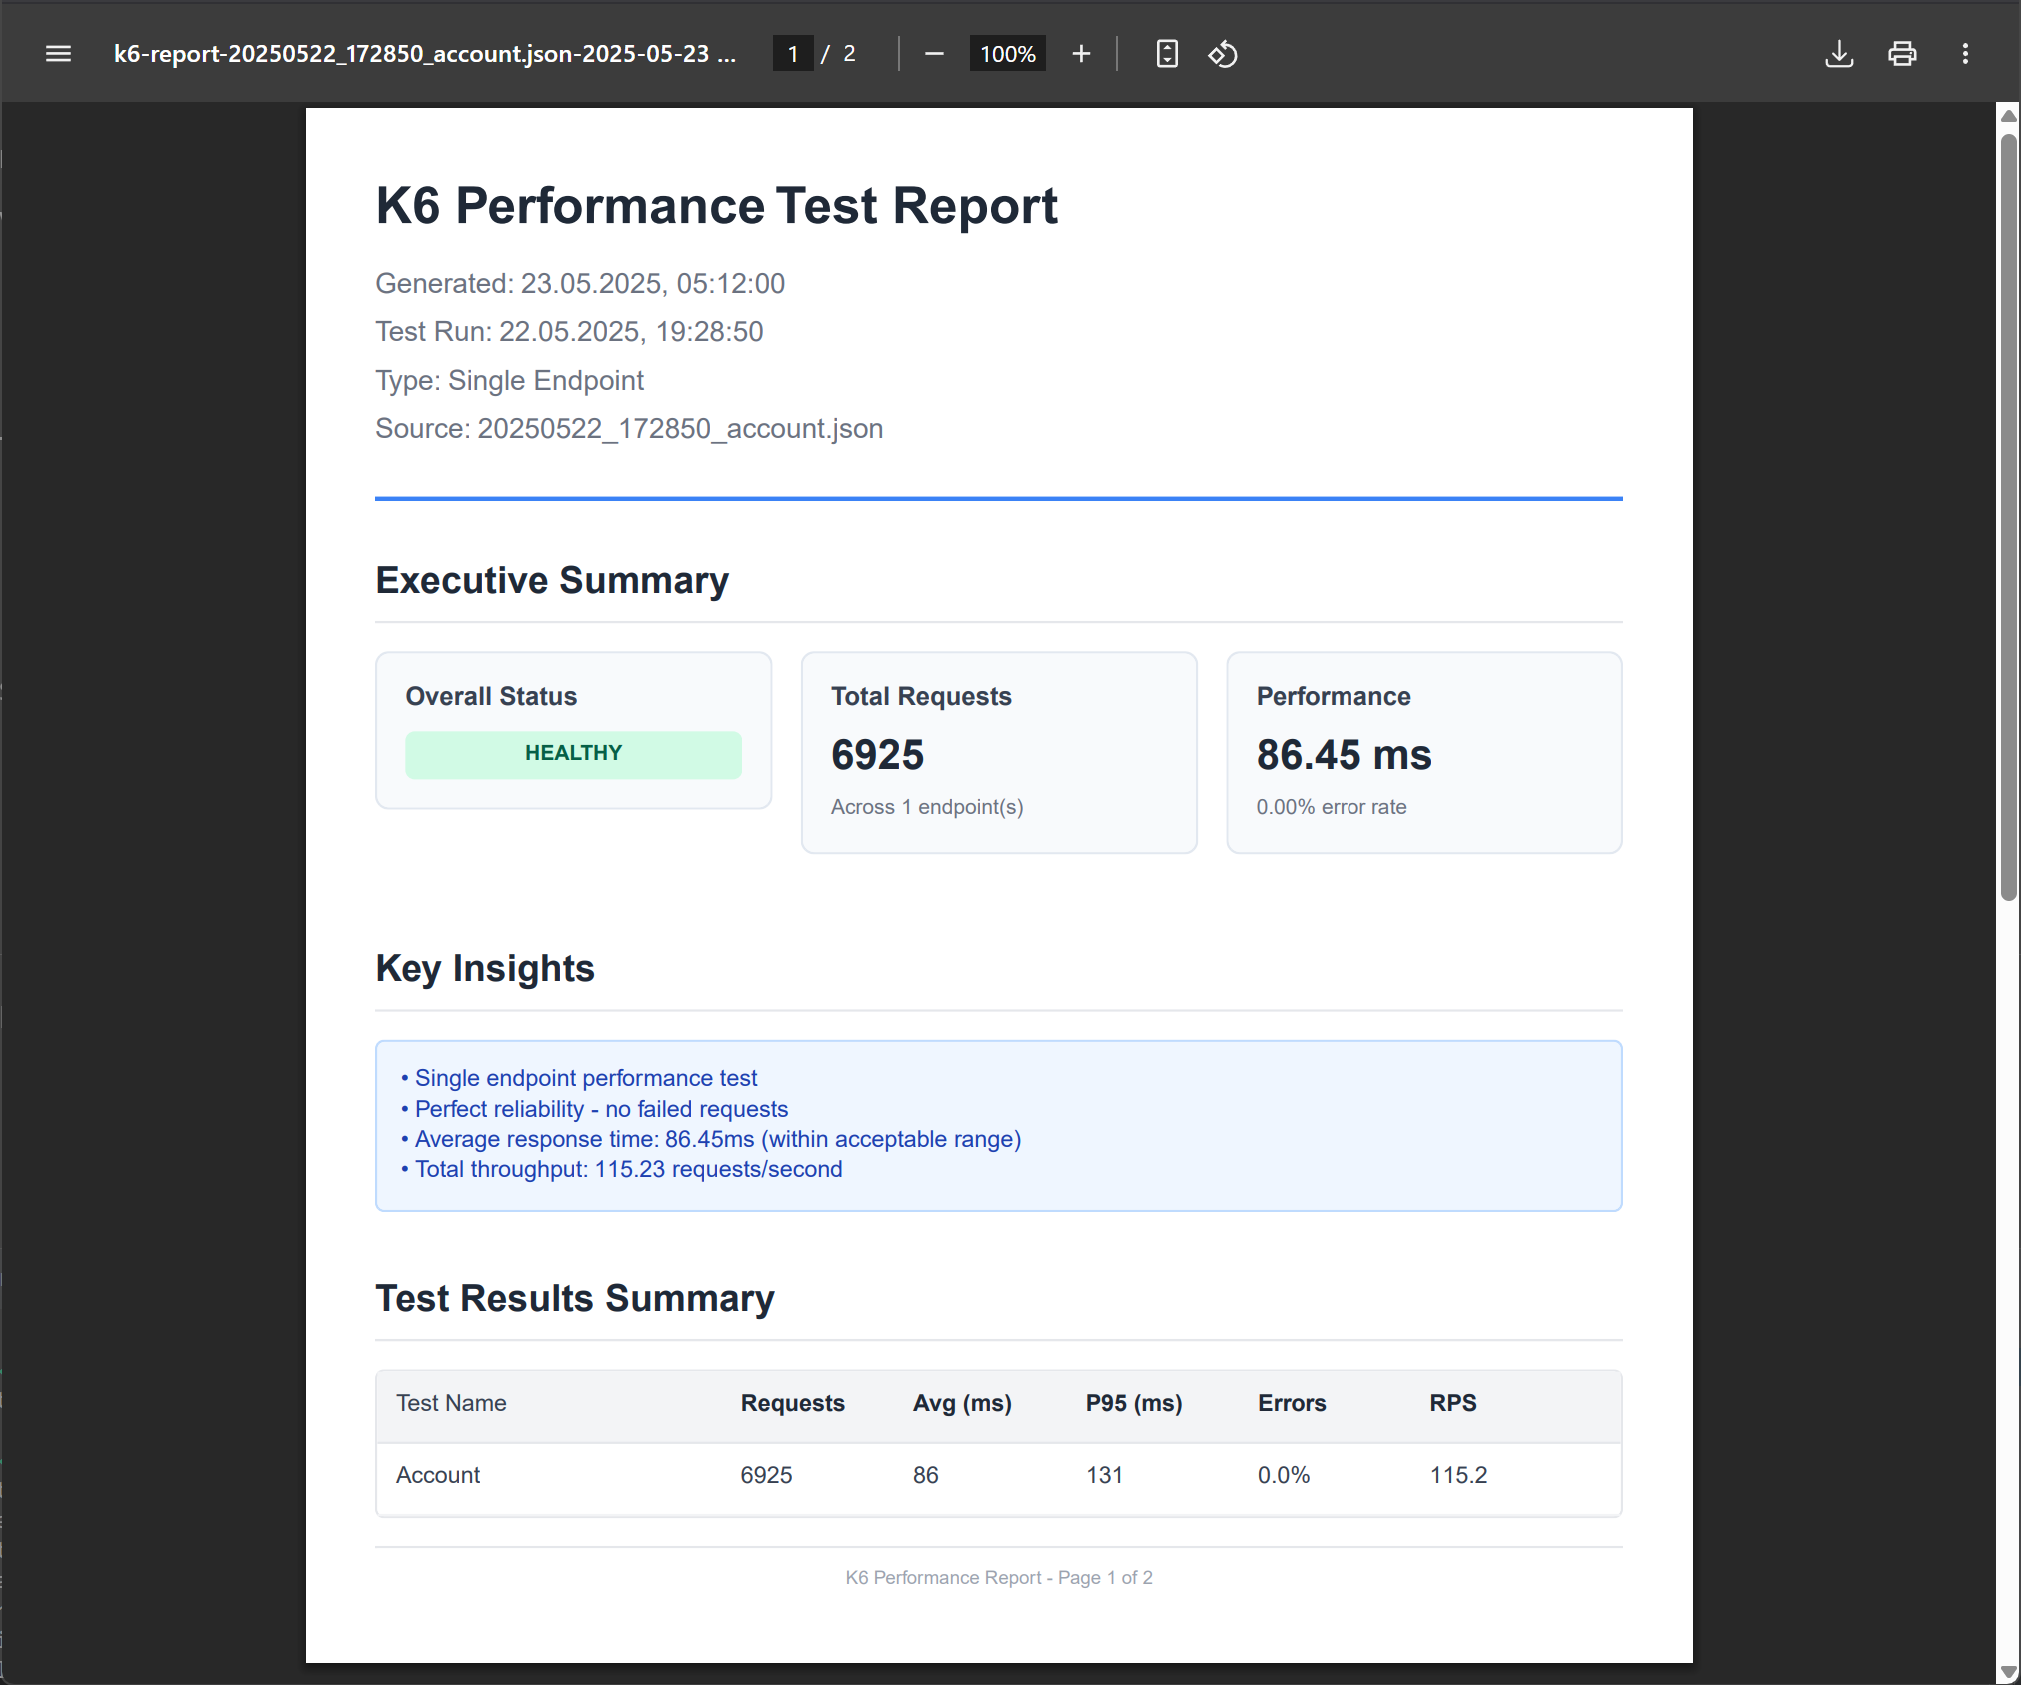 k6-report-20250522_172850_account.json-2025-05-23 ...
1 / 2
100%
K6 Performance Test Report
Generated: 23.05.2025, 05:12:00
Test Run: 22.05.2025, 19:28:50
Type: Single Endpoint
Source: 20250522_172850_account.json
Executive Summary
Overall Status
HEALTHY
Total Requests
6925
Across 1 endpoint(s)
Performance
86.45 ms
0.00% error rate
Key Insights
• Single endpoint performance test
• Perfect reliability - no failed requests
• Average response time: 86.45ms (within acceptable range)
• Total throughput: 115.23 requests/second
Test Results Summary
Test Name Requests Avg (ms) P95 (ms) Errors RPS
Account 6925 86 131 0.0% 115.2
K6 Performance Report - Page 1 of 2